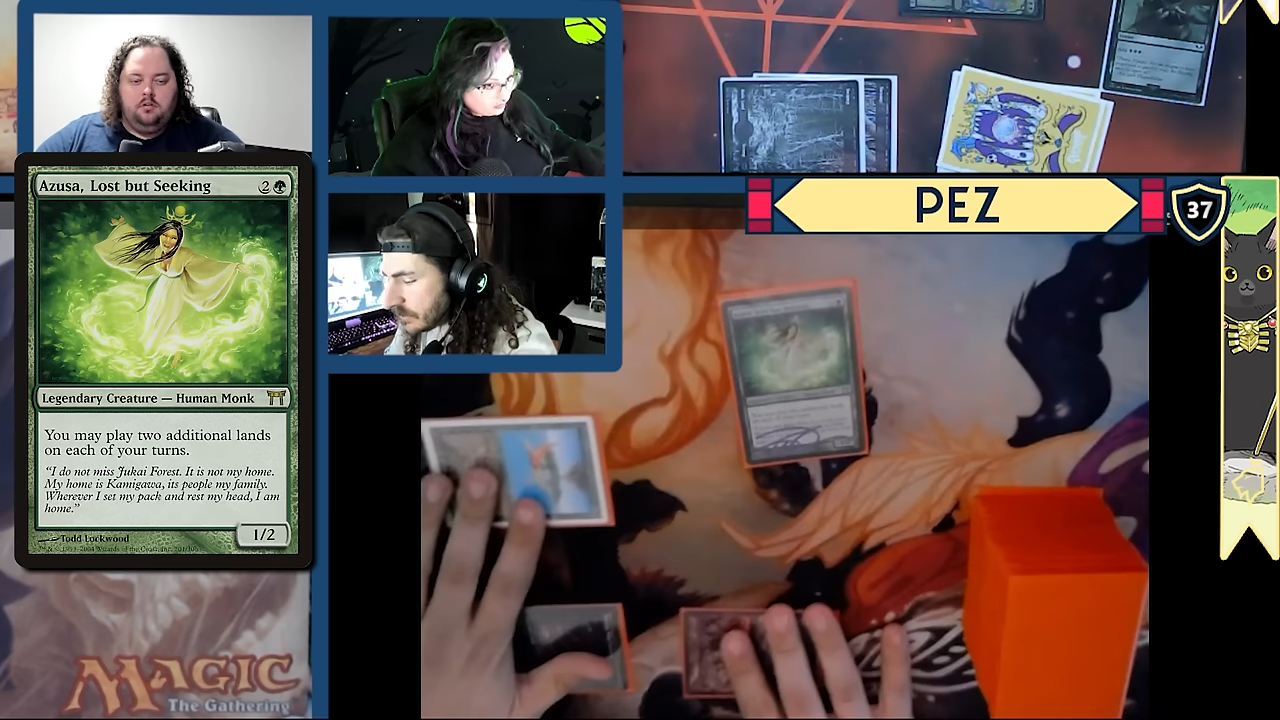 Azusa, Lost but Seeking 2
Legendary Creature — Human Monk
You may play two additional lands
on each of your turns.
“I do not miss Jukai Forest. It is not my home.
My home is Kamigawa, its people my family.
Wherever I set my pack and rest my head, I am
home.”
Todd Lockwood
1/2
MAGIC
The Gathering
PEZ
37